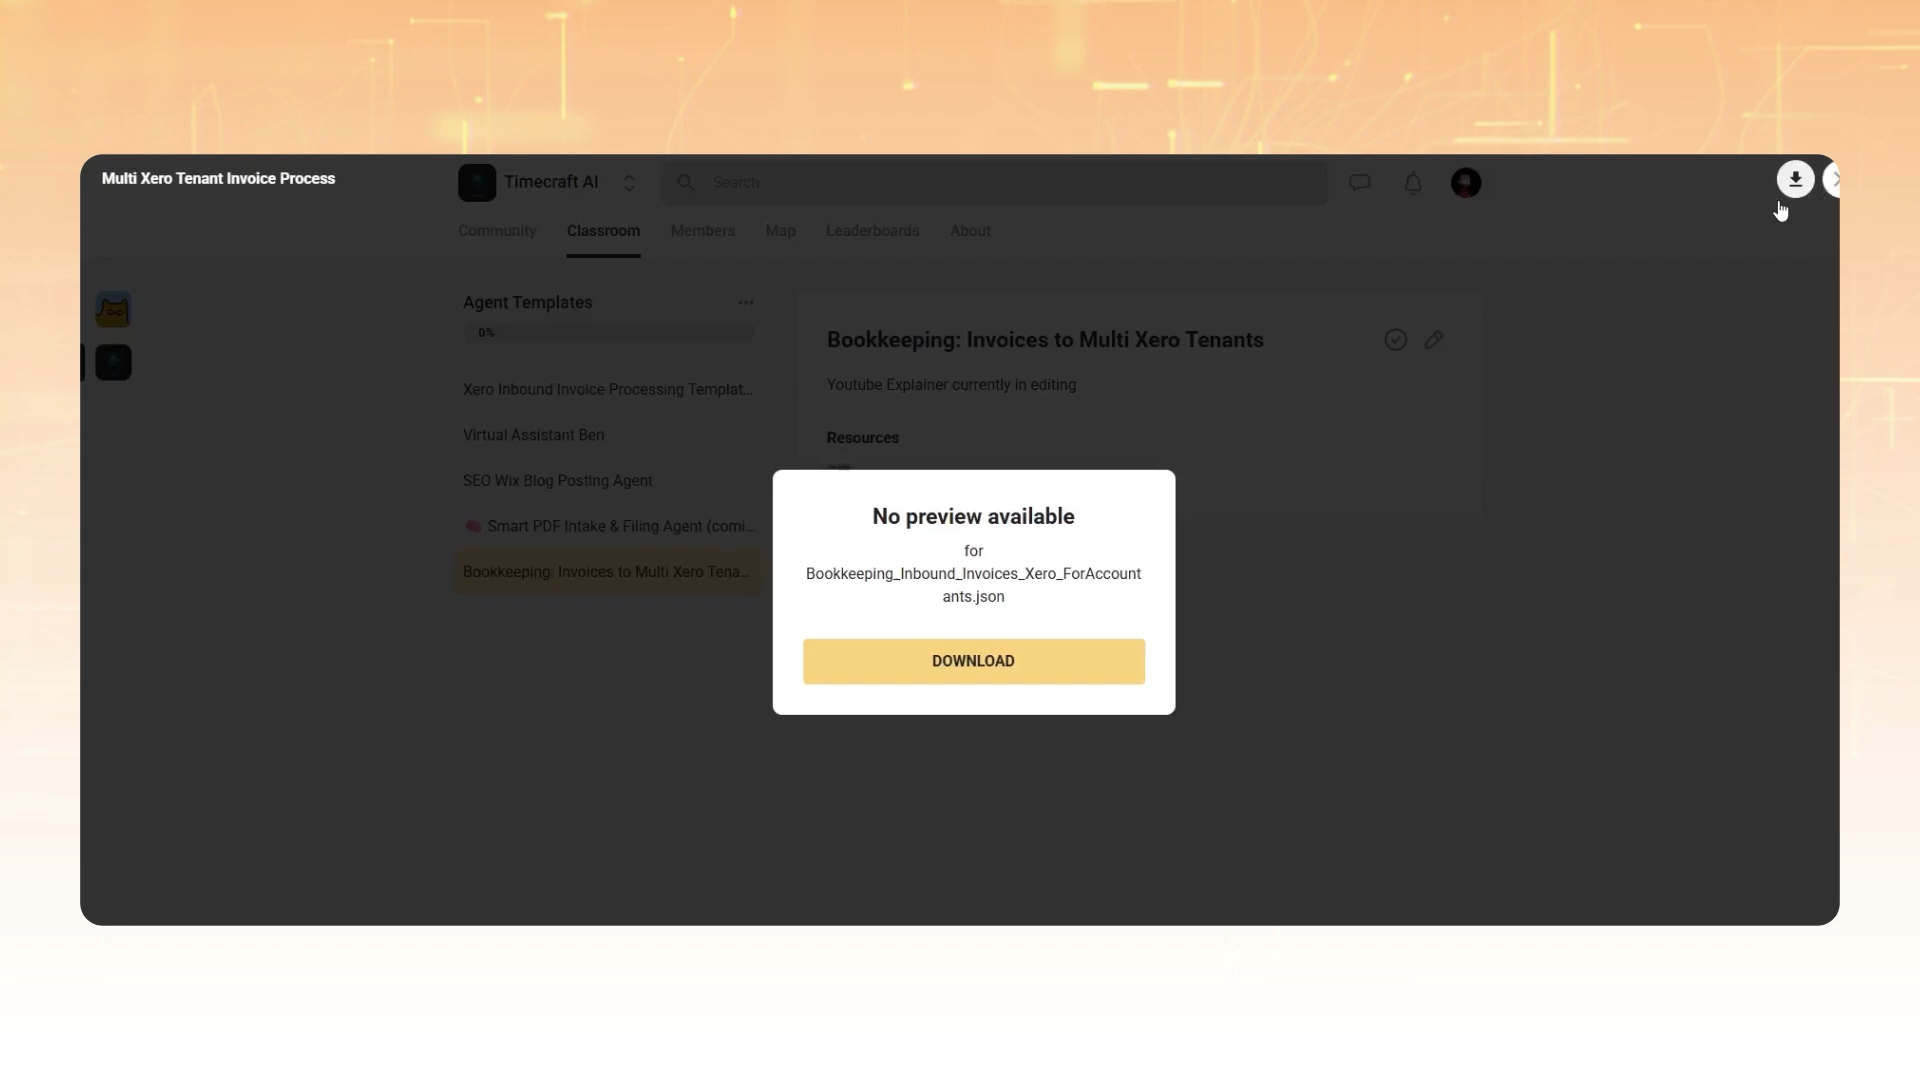 Multi Xero Tenant Invoice Process
Timecraft AI
Search
Community
Classroom
Members
Map
Leaderboards
About
Agent Templates
0%
Xero Inbound Invoice Processing Templat...
Virtual Assistant Ben
SEO Wix Blog Posting Agent
Smart PDF Intake & Filing Agent (comi...
Bookkeeping: Invoices to Multi Xero Tena...
Bookkeeping: Invoices to Multi Xero Tenants
Youtube Explainer currently in editing
Resources
No preview available
for
Bookkeeping_Inbound_Invoices_Xero_ForAccount
ants.json
DOWNLOAD